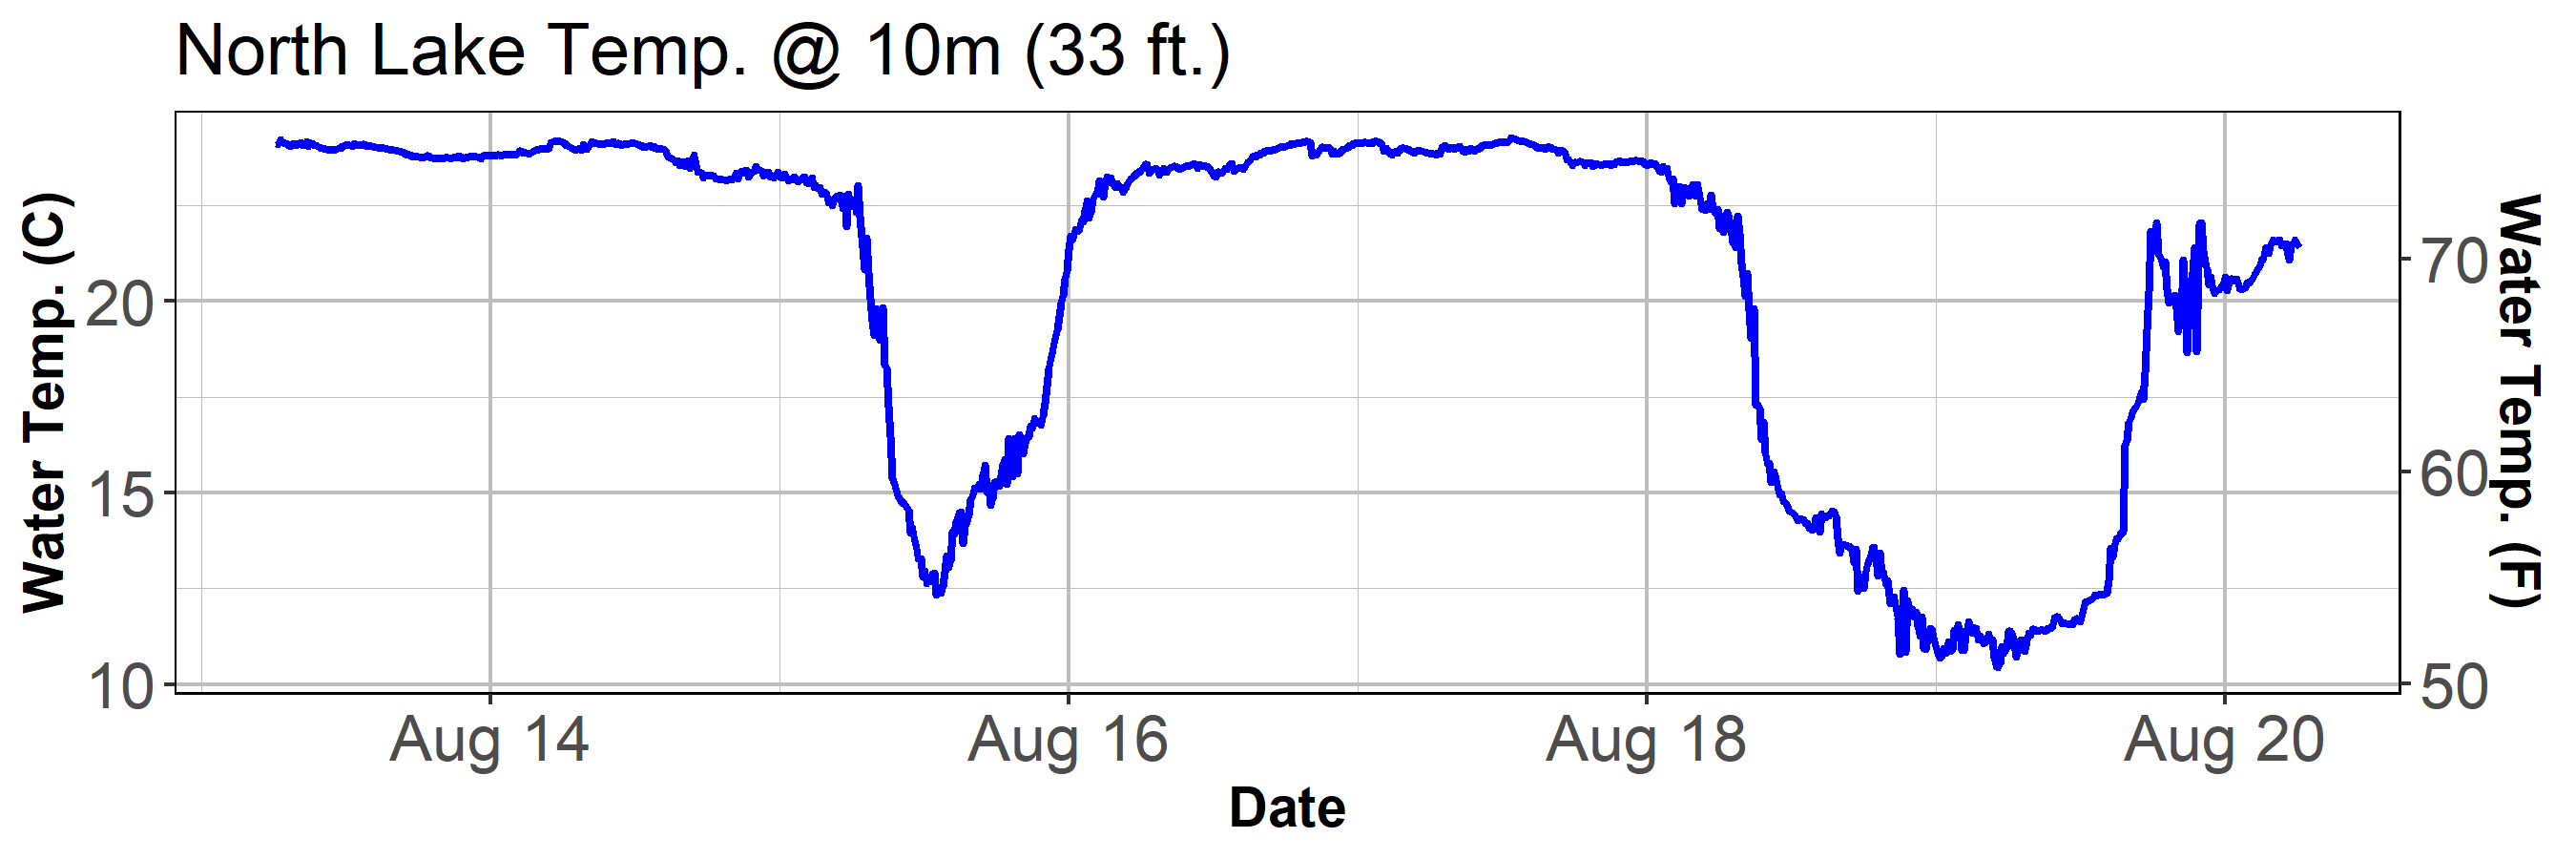 North Lake Temp. @ 10m (33 ft.)
Water Temp. (C)
20
15
10
70
60
50
Water Temp. (F)
Aug 14
Aug 16
Aug 18
Aug 20
Date